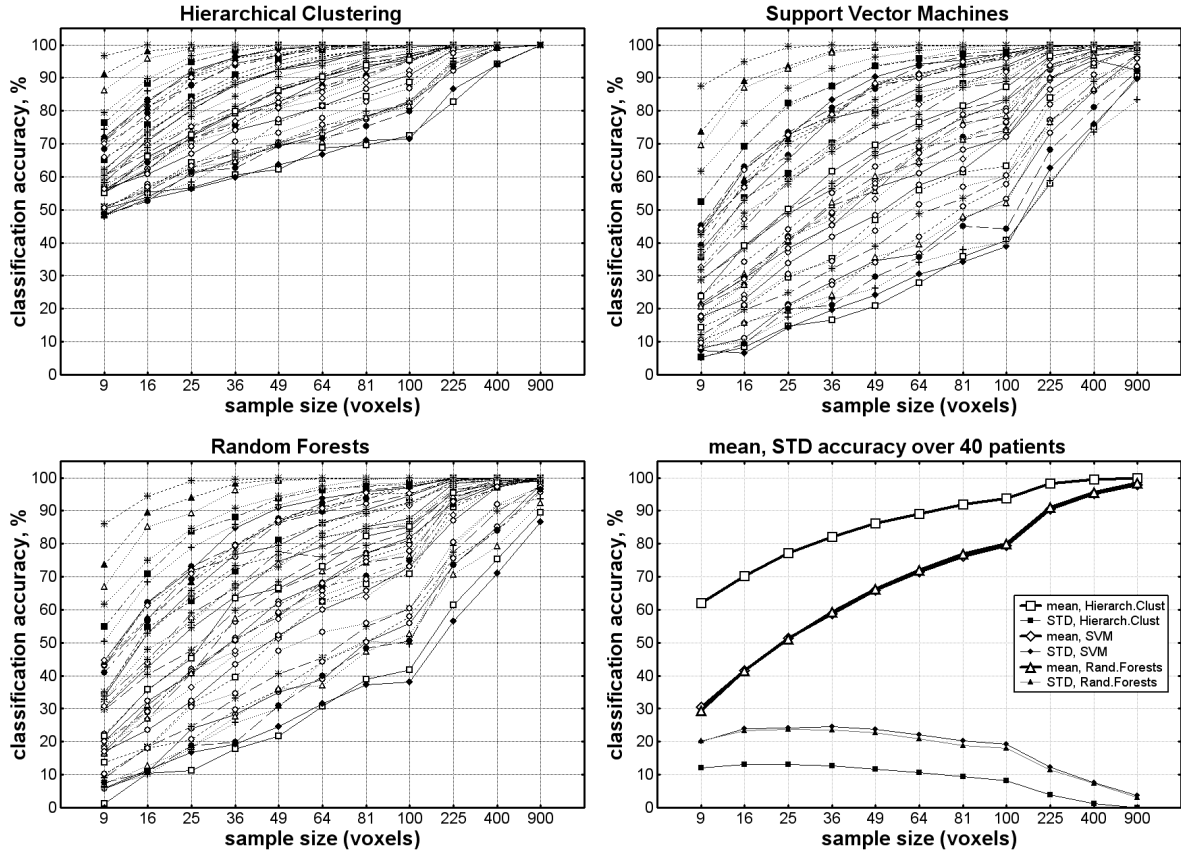 Hierarchical Clustering
classification accuracy, %
100
90
80
70
60
50
40
30
20
10
0
9 16 25 36 49 64 81 100 225 400 900
sample size (voxels)
Support Vector Machines
classification accuracy, %
100
90
80
70
60
50
40
30
20
10
0
9 16 25 36 49 64 81 100 225 400 900
sample size (voxels)
Random Forests
classification accuracy, %
100
90
80
70
60
50
40
30
20
10
0
9 16 25 36 49 64 81 100 225 400 900
sample size (voxels)
mean, STD accuracy over 40 patients
classification accuracy, %
100
90
80
70
60
50
40
30
20
10
0
mean, Hierarch.Clust
STD, Hierarch.Clust
mean, SVM
STD, SVM
mean, Rand.Forests
STD, Rand.Forests
9 16 25 36 49 64 81 100 225 400 900
sample size (voxels)